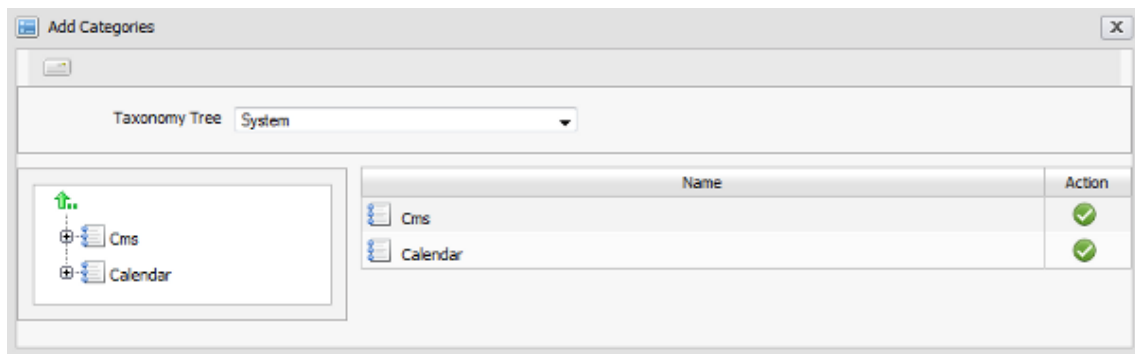 Add Categories
Taxonomy Tree System
Name Action
Cms
Calendar
Cms
Calendar